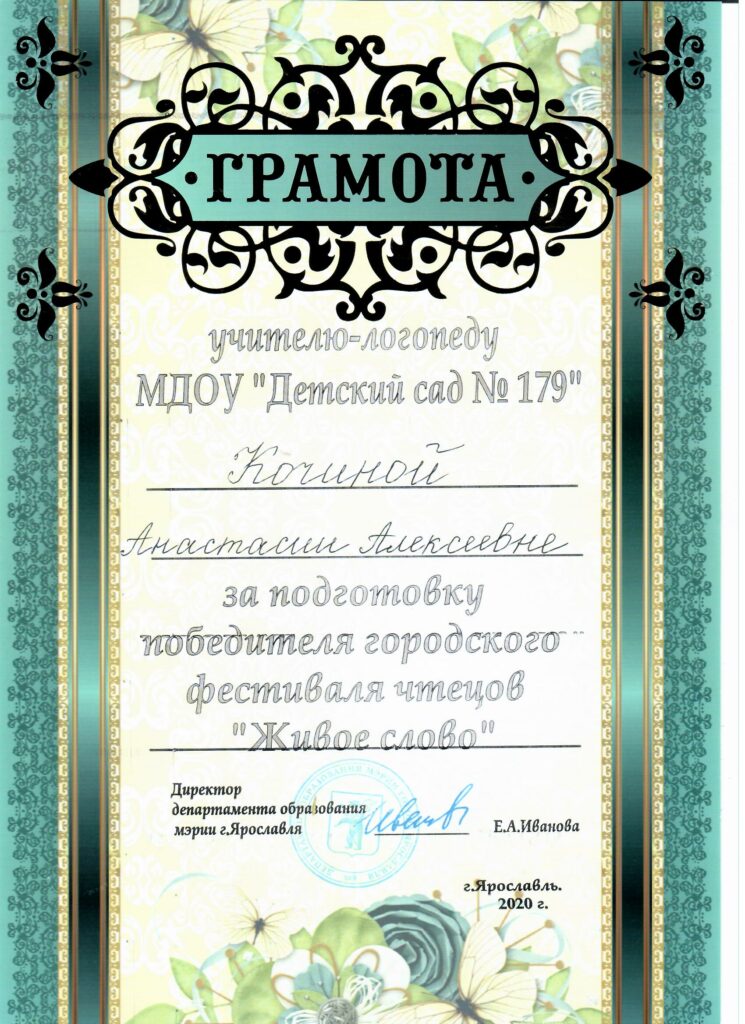 · ГРАМОТА ·
учителю-логопеду
МДОУ "Детский сад № 179"
Кочиной
Анастасии Алексеевне
за подготовку
победителя городского
фестиваля чтецов
"Живое слово"
Директор
департамента образования
мэрии г.Ярославля
Е.А.Иванова
г.Ярославль.
2020 г.